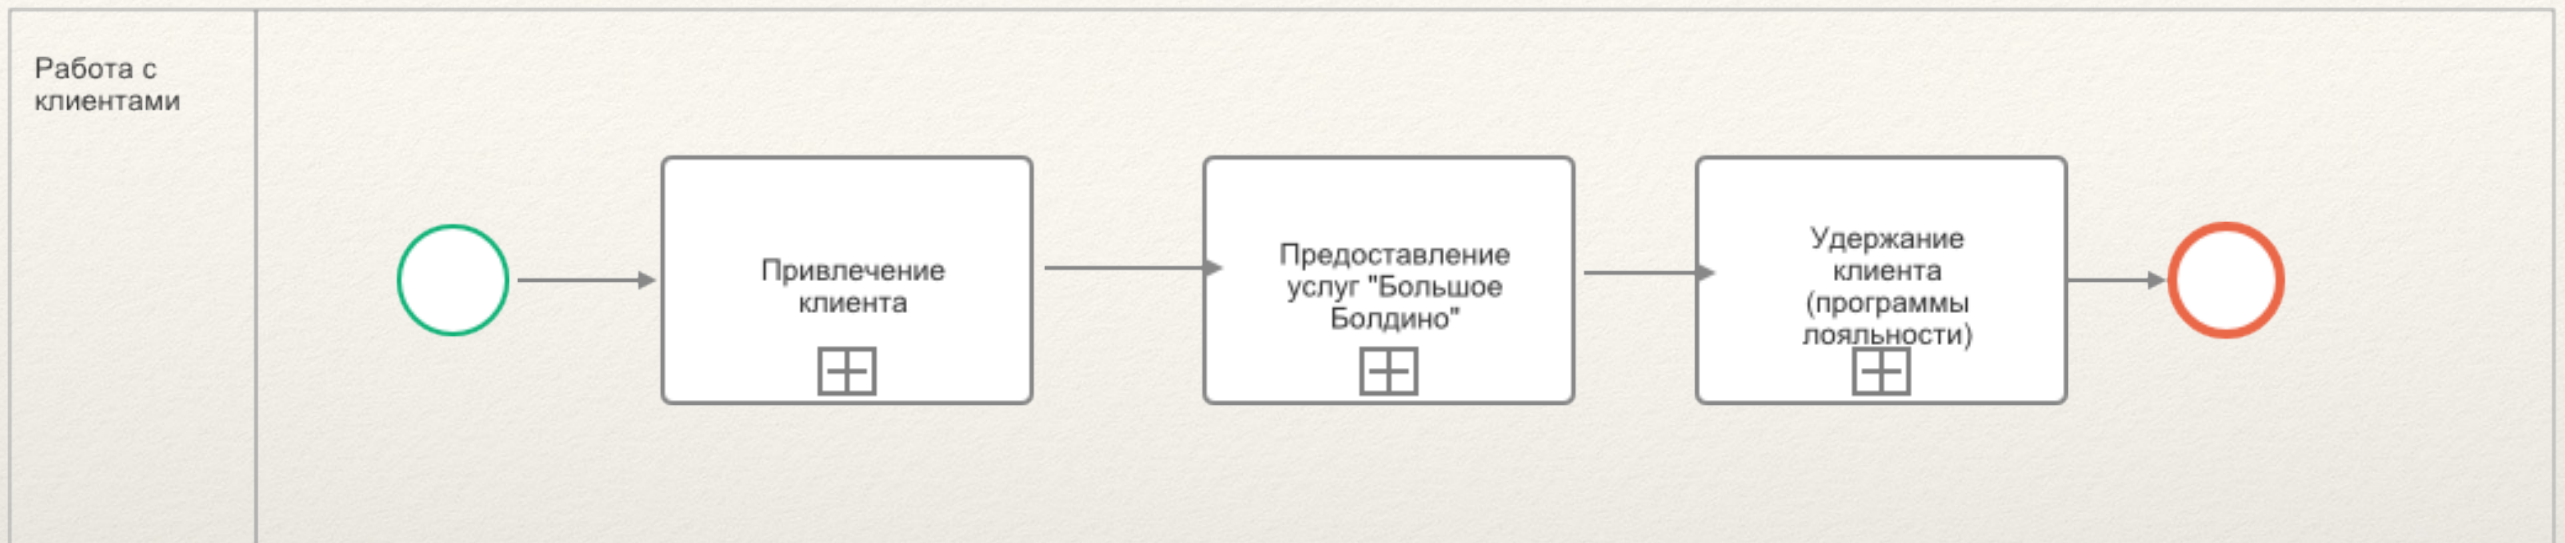 Работа с
клиентами
Привлечение
клиента
Предоставление
услуг "Большое
Болдино"
Удержание
клиента
(программы
лояльности)